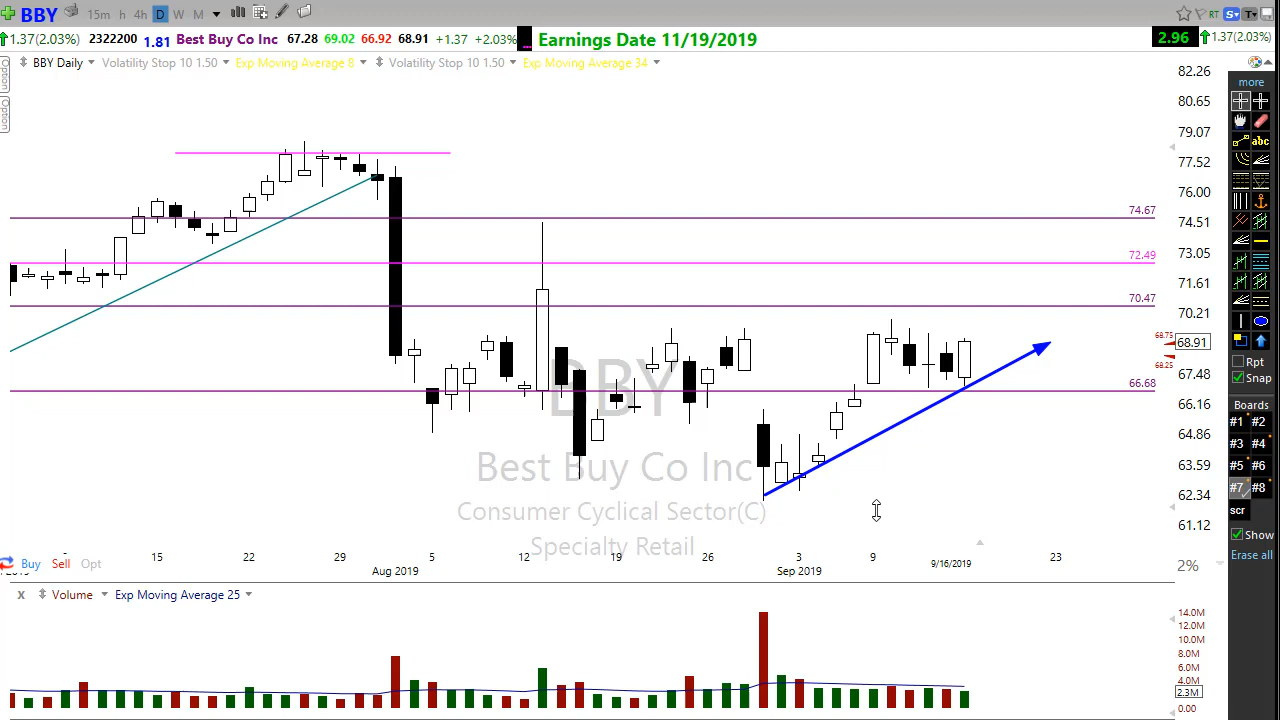 BBY 15m h 4h D W M RT S T
1.37(2.03%) 2322200 1.81 Best Buy Co Inc 67.28 69.02 66.92 68.91 +1.37 +2.03% Earnings Date 11/19/2019 2.96 1.37(2.03%)
BBY Daily Volatility Stop 10 1.50 Exp Moving Average 8 Volatility Stop 10 1.50 Exp Moving Average 34
Option
Option
82.26
80.65
79.07
77.52
76.00
74.51
73.05
71.61
70.21
68.91
67.48
66.16
64.86
63.59
62.34
61.12
74.67
72.49
70.47
68.75
68.25
66.68
BBY
Best Buy Co Inc
Consumer Cyclical Sector(C)
Specialty Retail
15 22 29 5 12 19 26 3 9 9/16/2019 23
Aug 2019 Sep 2019
Buy Sell Opt
2%
X Volume Exp Moving Average 25
14.0M
12.0M
10.0M
8.0M
6.0M
4.0M
2.3M
0.00
more
abc
Rpt
Snap
Boards
#1 #2
#3 #4
#5 #6
#7 #8
scr
Show
Erase all